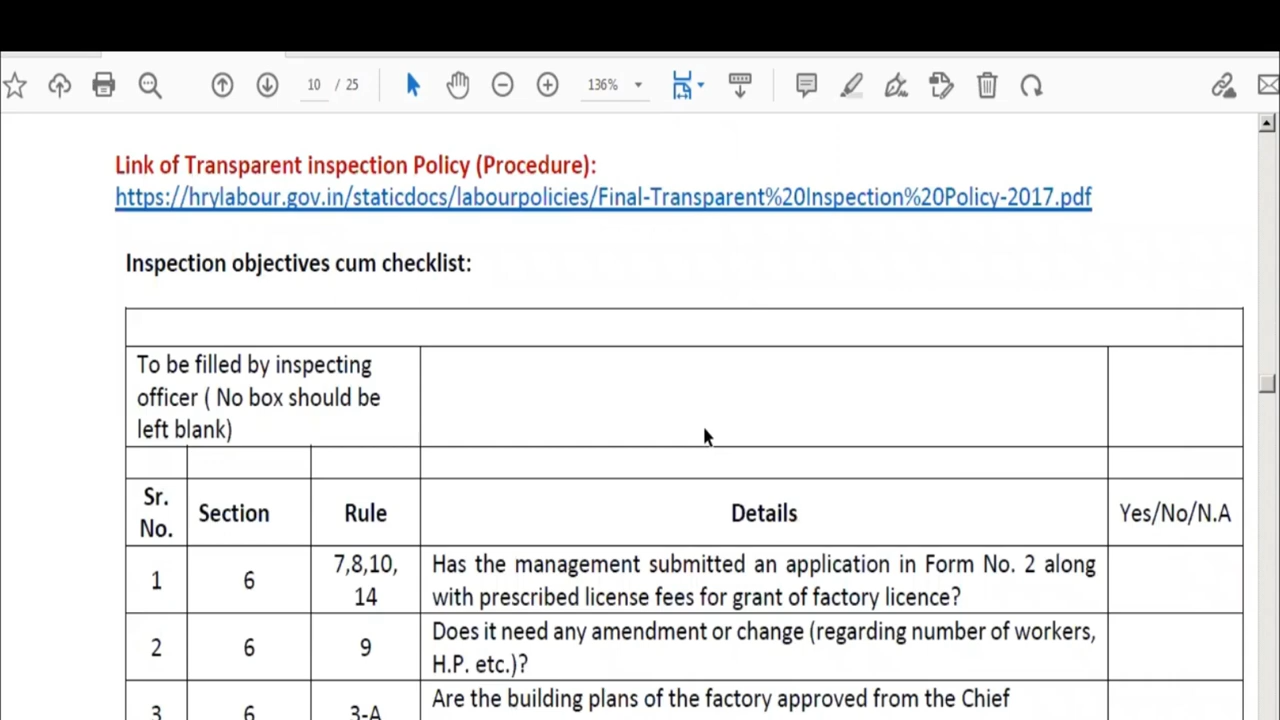 10 / 25
136%
Link of Transparent inspection Policy (Procedure):
https://hrylabour.gov.in/staticdocs/labourpolicies/Final-Transparent%20Inspection%20Policy-2017.pdf
Inspection objectives cum checklist:
To be filled by inspecting
officer ( No box should be
left blank)
Sr.
No.
Section
Rule
Details
Yes/No/N.A
1
6
7,8,10,
14
Has the management submitted an application in Form No. 2 along
with prescribed license fees for grant of factory licence?
2
6
9
Does it need any amendment or change (regarding number of workers,
H.P. etc.)?
3
6
3-A
Are the building plans of the factory approved from the Chief